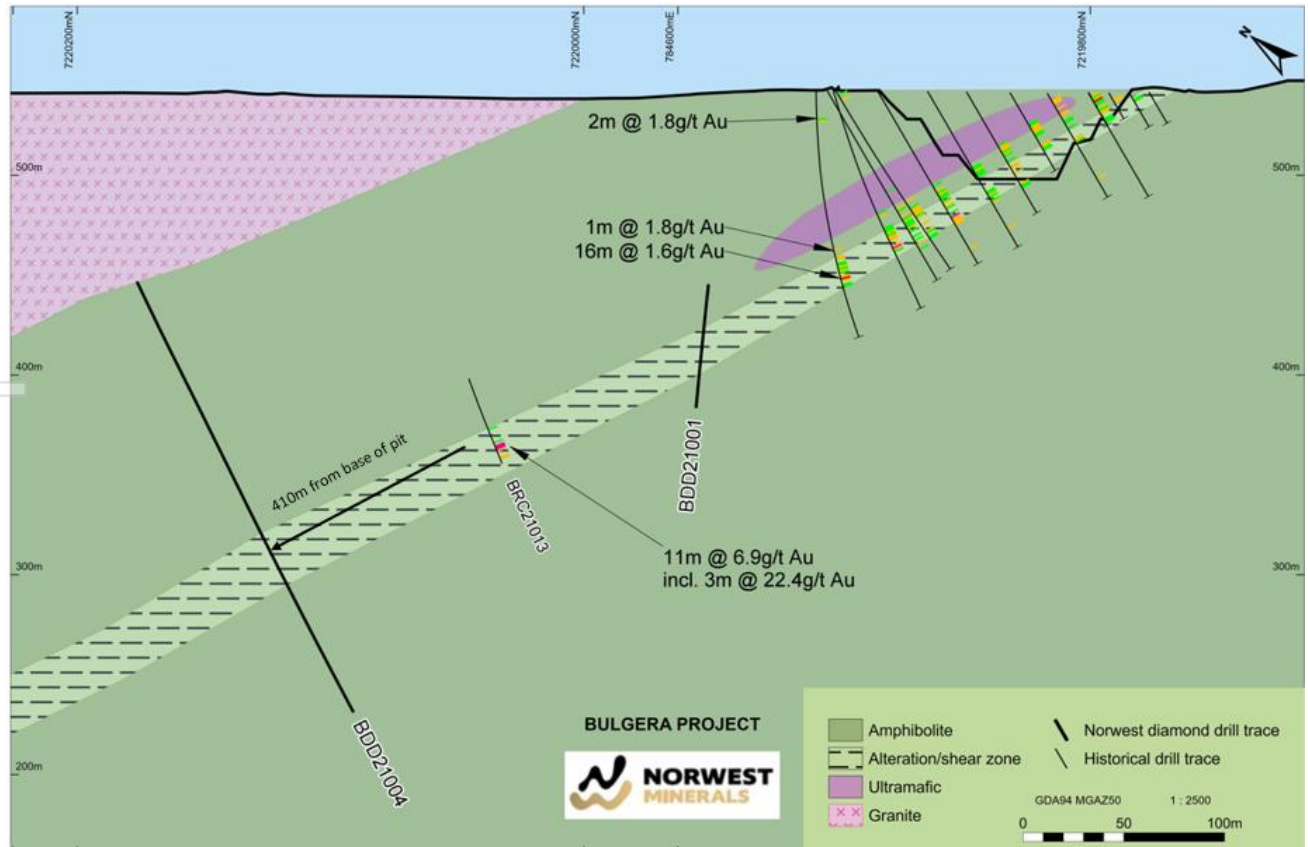 7220200mN
7220000mN
784600mE
7219800mN
N
2m @ 1.8g/t Au
500m
500m
1m @ 1.8g/t Au
16m @ 1.6g/t Au
400m
400m
BDD21001
410m from base of pit
BRC21013
11m @ 6.9g/t Au
incl. 3m @ 22.4g/t Au
300m
300m
BDD21004
200m
BULGERA PROJECT
NORWEST
MINERALS
Amphibolite
Alteration/shear zone
Ultramafic
Granite
Norwest diamond drill trace
Historical drill trace
GDA94 MGAZ50 1 : 2500
0 50 100m